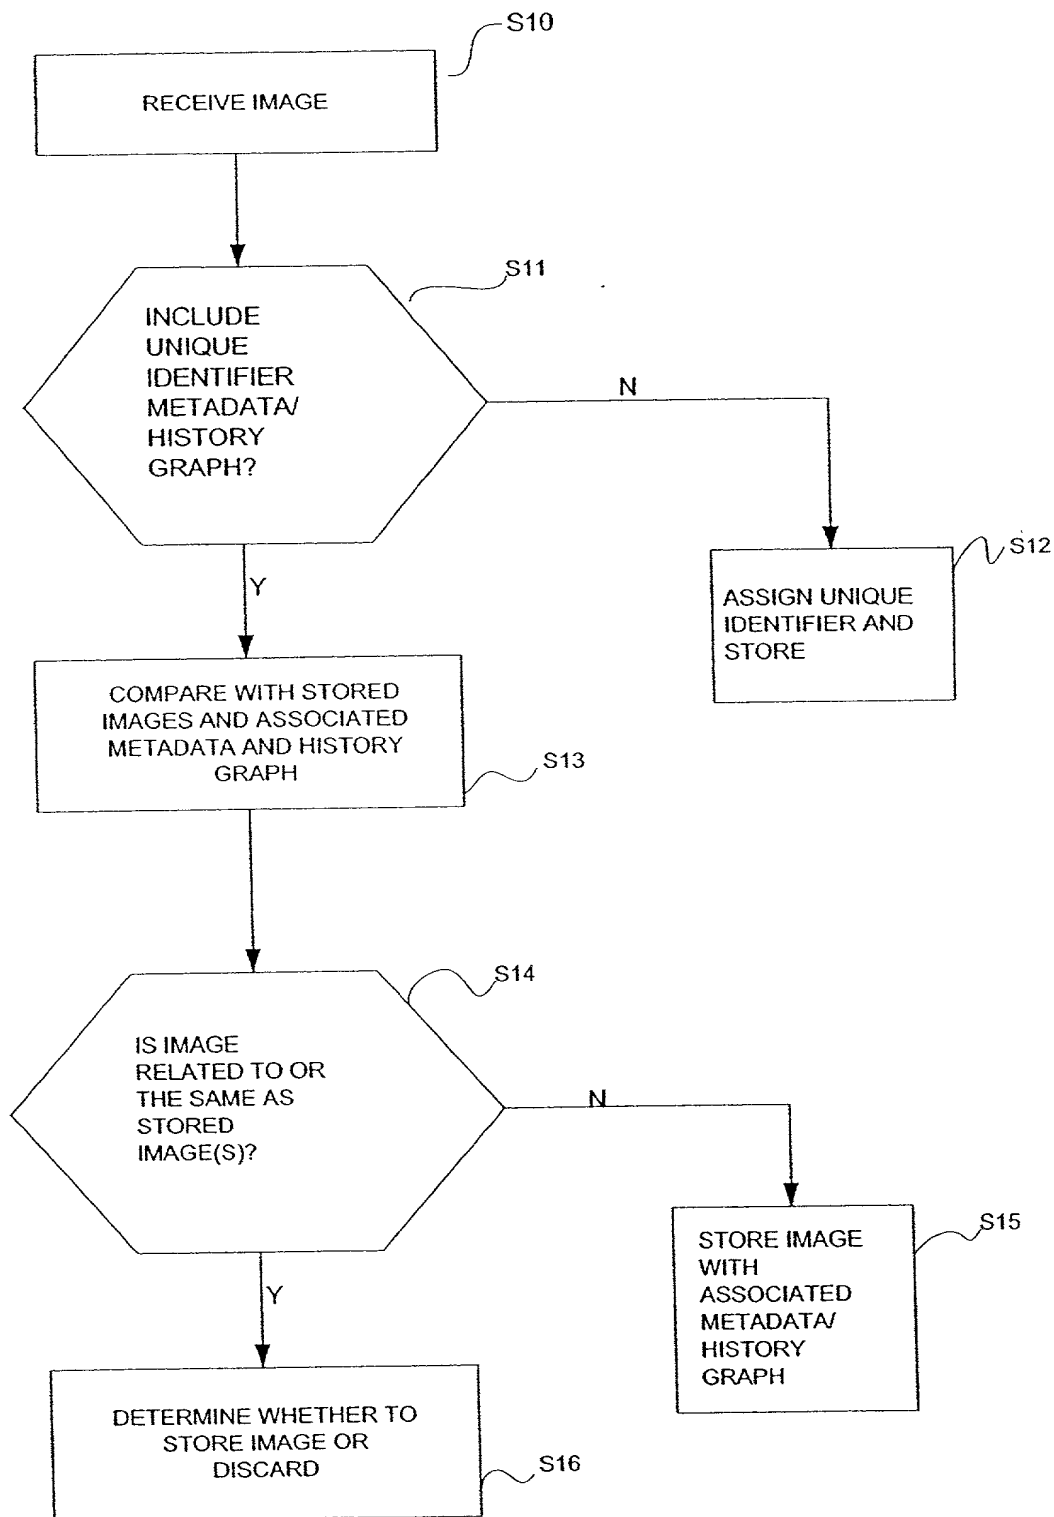 S10
RECEIVE IMAGE
S11
INCLUDE
UNIQUE
IDENTIFIER
METADATA/
HISTORY
GRAPH?
N
Y
S12
ASSIGN UNIQUE
IDENTIFIER AND
STORE
COMPARE WITH STORED
IMAGES AND ASSOCIATED
METADATA AND HISTORY
GRAPH
S13
S14
IS IMAGE
RELATED TO OR
THE SAME AS
STORED
IMAGE(S)?
N
Y
S15
STORE IMAGE
WITH
ASSOCIATED
METADATA/
HISTORY
GRAPH
DETERMINE WHETHER TO
STORE IMAGE OR
DISCARD
S16